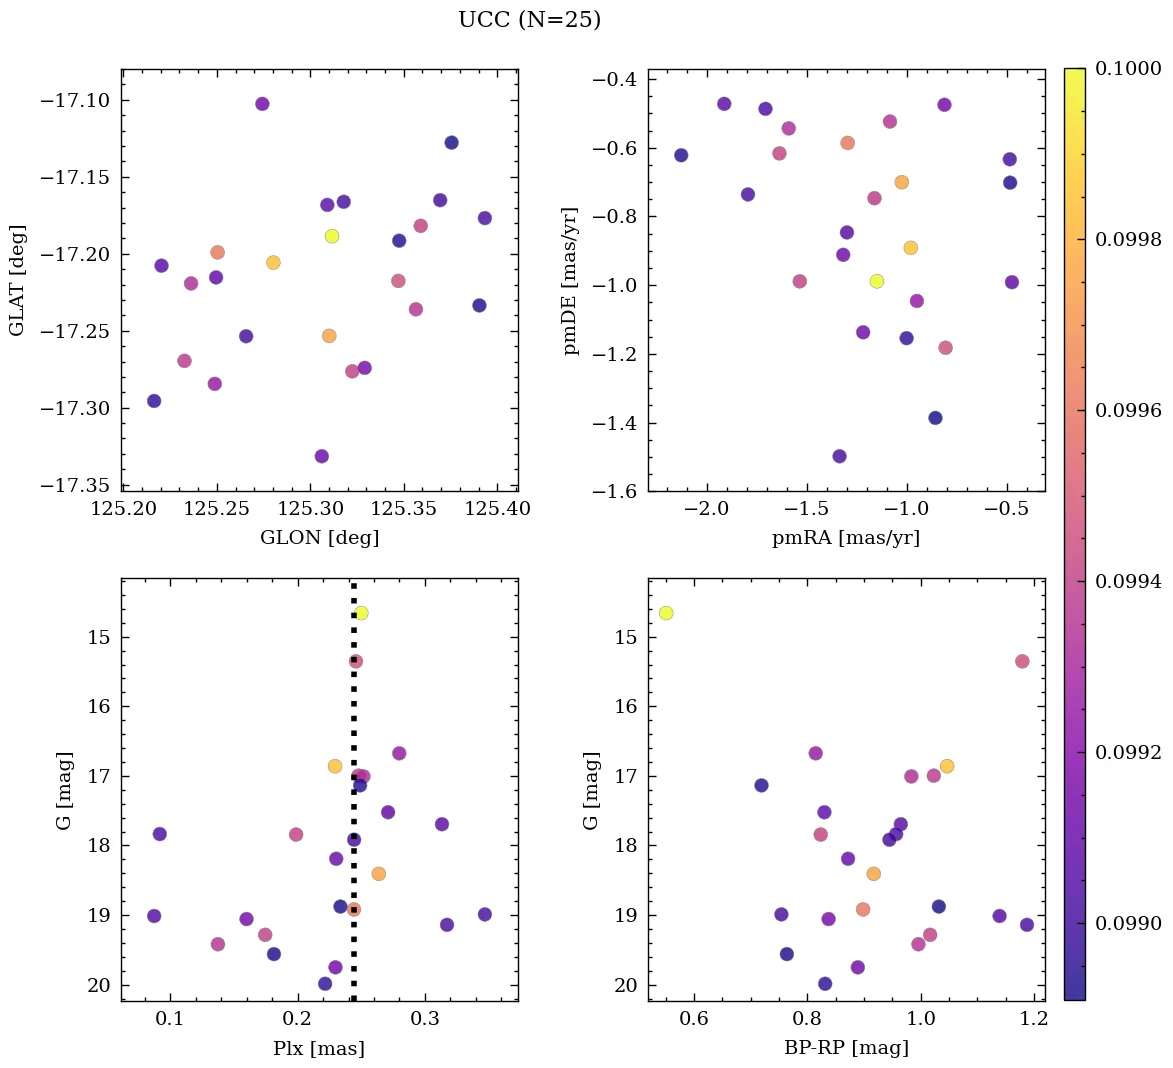 UCC (N=25)
−17.10
−17.15
−17.20
−17.25
−17.30
−17.35
GLAT [deg]
125.20 125.25 125.30 125.35 125.40
GLON [deg]
−0.4
−0.6
−0.8
−1.0
−1.2
−1.4
−1.6
pmDE [mas/yr]
−2.0 −1.5 −1.0 −0.5
pmRA [mas/yr]
15
16
17
18
19
20
G [mag]
0.1 0.2 0.3
Plx [mas]
15
16
17
18
19
20
G [mag]
0.6 0.8 1.0 1.2
BP-RP [mag]
0.1000
0.0998
0.0996
0.0994
0.0992
0.0990